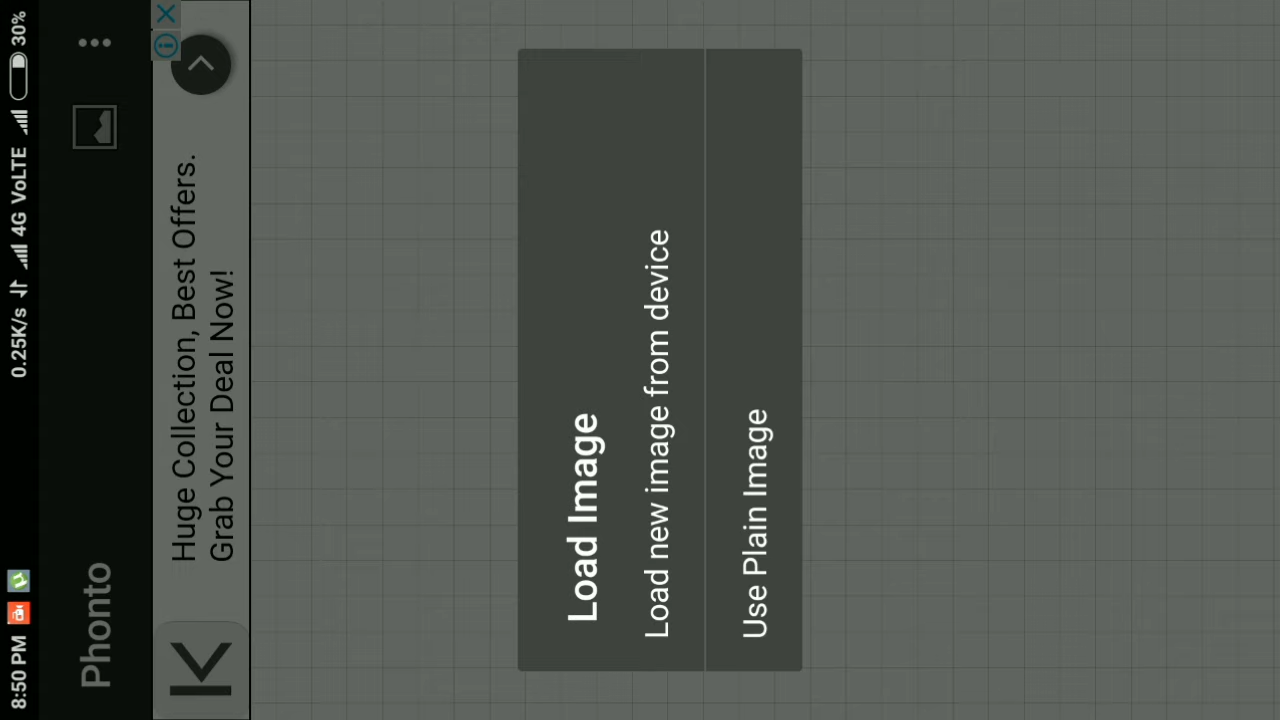 8:50 PM 0.25K/s 4G VoLTE 30%
Phonto
Huge Collection, Best Offers.
Grab Your Deal Now!
Load Image
Load new image from device
Use Plain Image